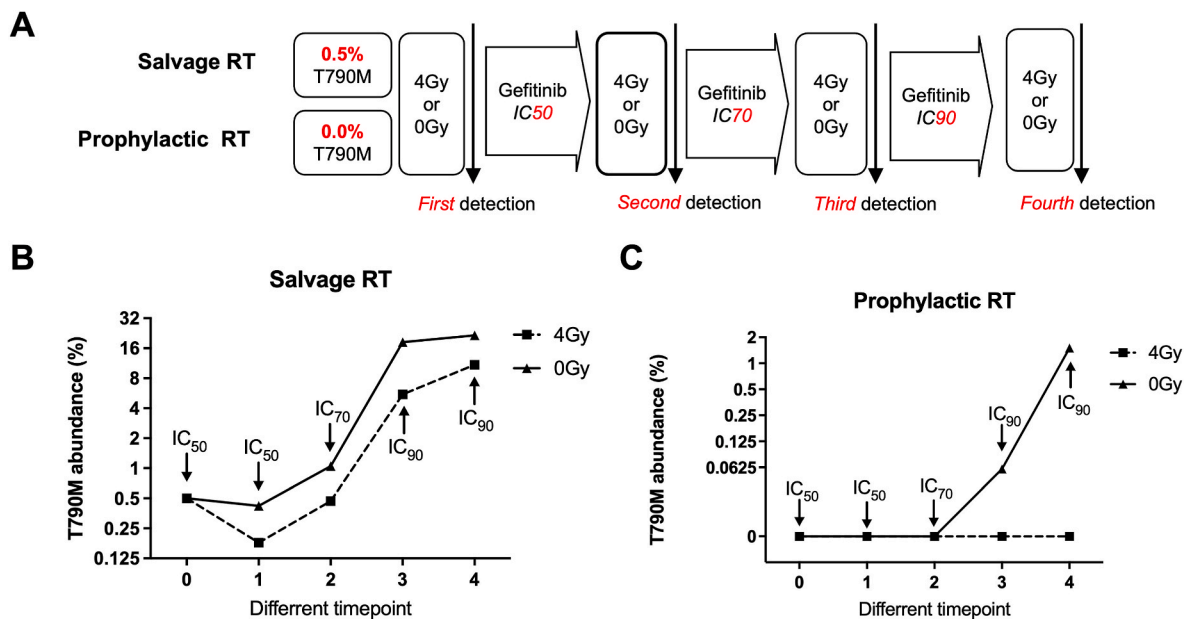 A
Salvage RT
0.5%
T790M
Prophylactic RT
0.0%
T790M
4Gy
or
0Gy
Gefitinib
IC50
4Gy
or
0Gy
Gefitinib
IC70
4Gy
or
0Gy
Gefitinib
IC90
4Gy
or
0Gy
First detection
Second detection
Third detection
Fourth detection
B
Salvage RT
T790M abundance (%)
32
16
8
4
2
1
0.5
0.25
0.125
IC50
IC50
IC70
IC90
IC90
4Gy
0Gy
0 1 2 3 4
Differrent timepoint
C
Prophylactic RT
T790M abundance (%)
2
1
0.5
0.25
0.125
0.0625
0
IC50
IC50
IC70
IC90
IC90
4Gy
0Gy
0 1 2 3 4
Differrent timepoint